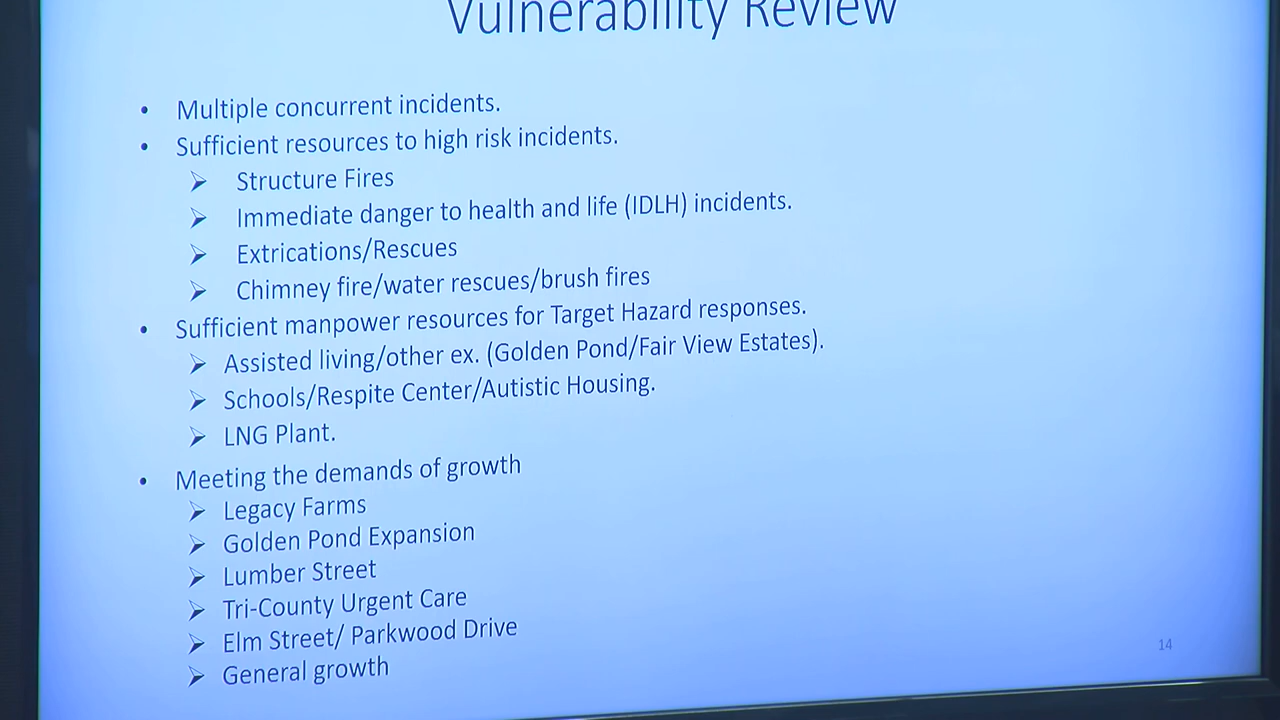 Vulnerability Review
• Multiple concurrent incidents.
• Sufficient resources to high risk incidents.
➢ Structure Fires
➢ Immediate danger to health and life (IDLH) incidents.
➢ Extrications/Rescues
➢ Chimney fire/water rescues/brush fires
• Sufficient manpower resources for Target Hazard responses.
➢ Assisted living/other ex. (Golden Pond/Fair View Estates).
➢ Schools/Respite Center/Autistic Housing.
➢ LNG Plant.
• Meeting the demands of growth
➢ Legacy Farms
➢ Golden Pond Expansion
➢ Lumber Street
➢ Tri-County Urgent Care
➢ Elm Street/ Parkwood Drive
➢ General growth
14